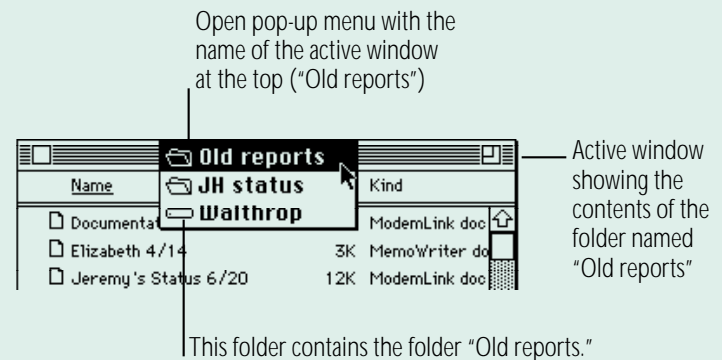 Open pop-up menu with the
name of the active window
at the top (“Old reports”)
Old reports
JH status
Walthrop
Name
Kind
Documentat
ModemLink doc
Elizabeth 4/14
3K
MemoWriter do
Jeremy's Status 6/20
12K
ModemLink doc
Active window
showing the
contents of the
folder named
“Old reports”
This folder contains the folder “Old reports.”